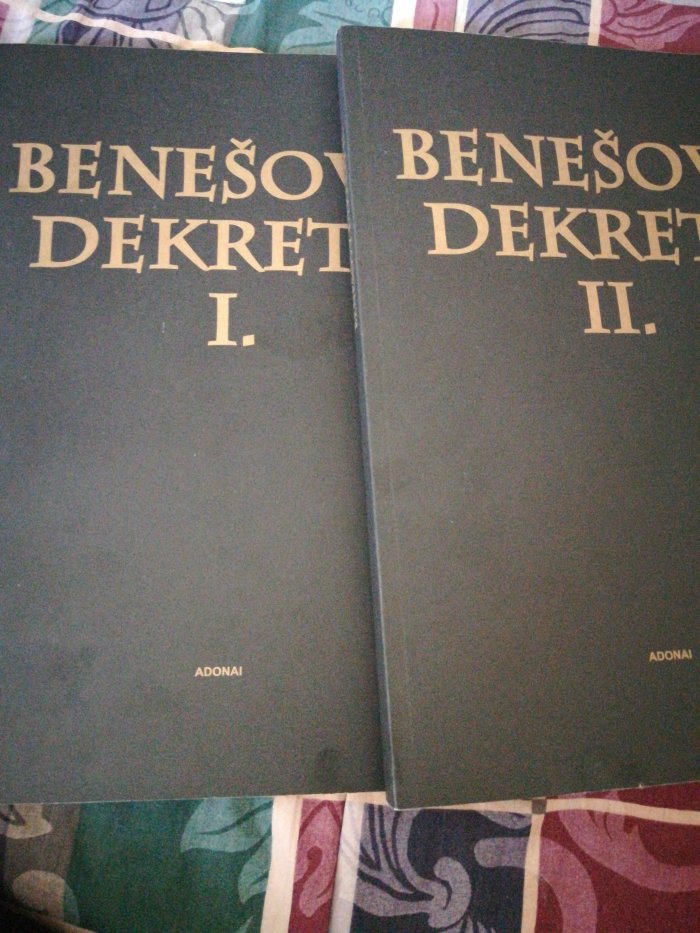 BENEŠOV
DEKRET
I.
ADONAI
BENEŠOV
DEKRET
II.
ADONAI